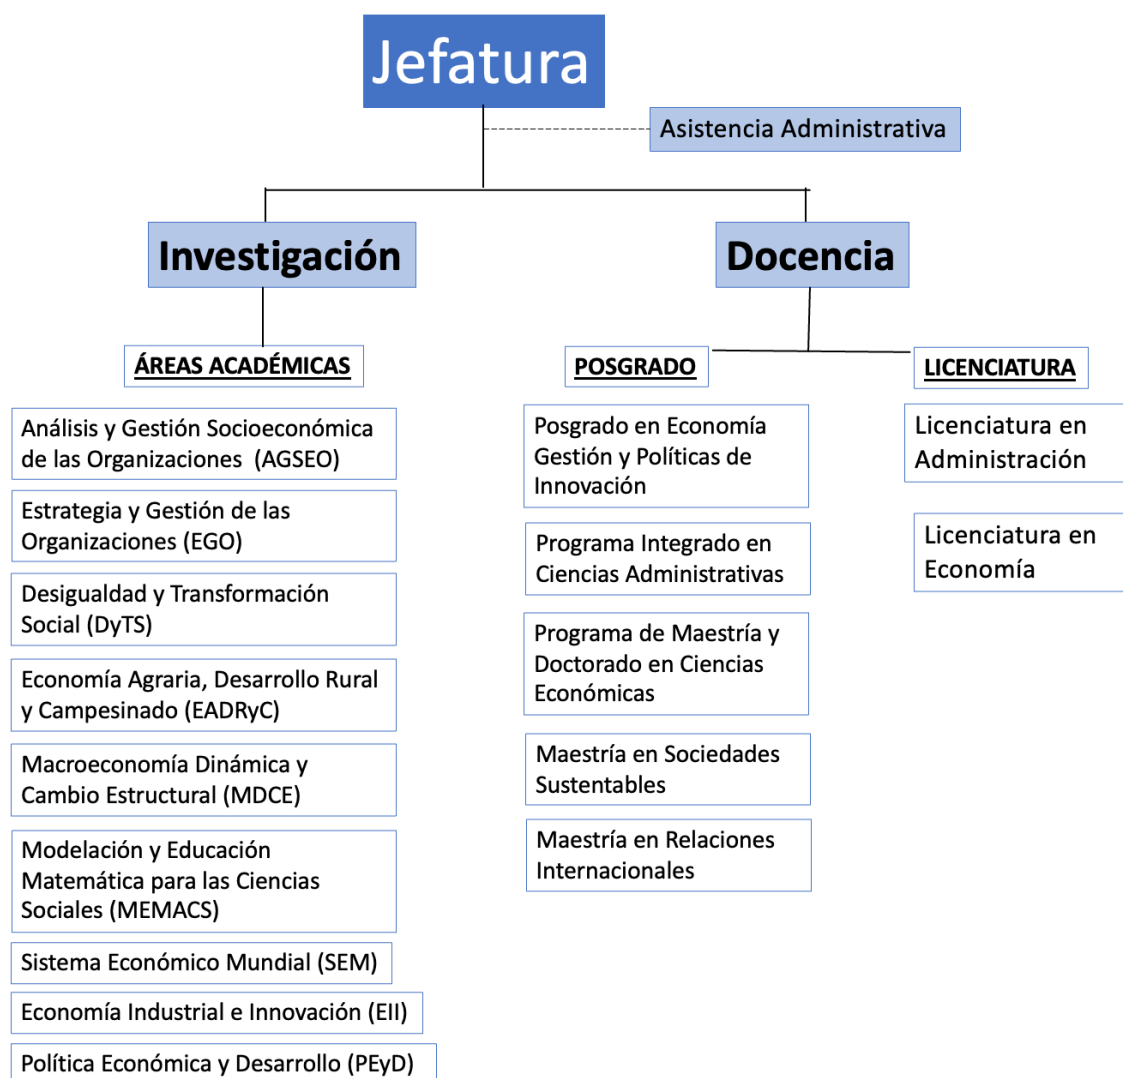 Jefatura
Asistencia Administrativa
Investigación
Docencia
ÁREAS ACADÉMICAS
Análisis y Gestión Socioeconómica
de las Organizaciones (AGSEO)
Estrategia y Gestión de las
Organizaciones (EGO)
Desigualdad y Transformación
Social (DyTS)
Economía Agraria, Desarrollo Rural
y Campesinado (EADRyC)
Macroeconomía Dinámica y
Cambio Estructural (MDCE)
Modelación y Educación
Matemática para las Ciencias
Sociales (MEMACS)
Sistema Económico Mundial (SEM)
Economía Industrial e Innovación (EII)
Política Económica y Desarrollo (PEyD)
POSGRADO
Posgrado en Economía
Gestión y Políticas de
Innovación
Programa Integrado en
Ciencias Administrativas
Programa de Maestría y
Doctorado en Ciencias
Económicas
Maestría en Sociedades
Sustentables
Maestría en Relaciones
Internacionales
LICENCIATURA
Licenciatura en
Administración
Licenciatura en
Economía